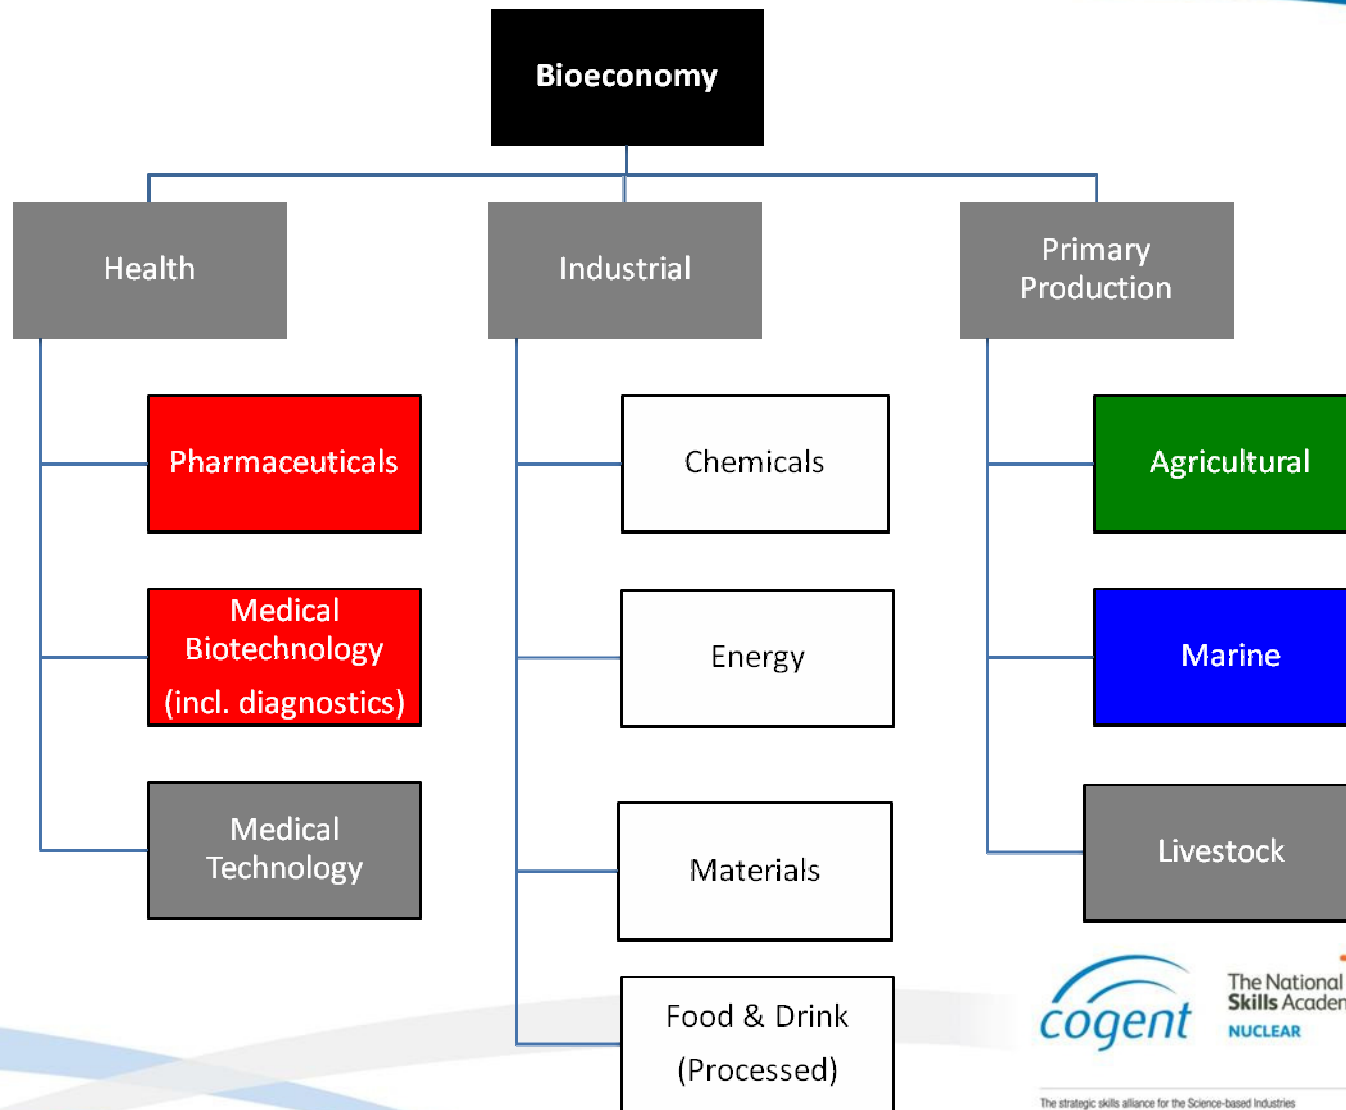 Bioeconomy
Health
Industrial
Primary
Production
Pharmaceuticals
Chemicals
Agricultural
Medical
Biotechnology
(incl. diagnostics)
Energy
Marine
Medical
Technology
Materials
Livestock
Food & Drink
(Processed)
cogent
The National
Skills Academ
NUCLEAR
The strategic skills alliance for the Science-based Industries